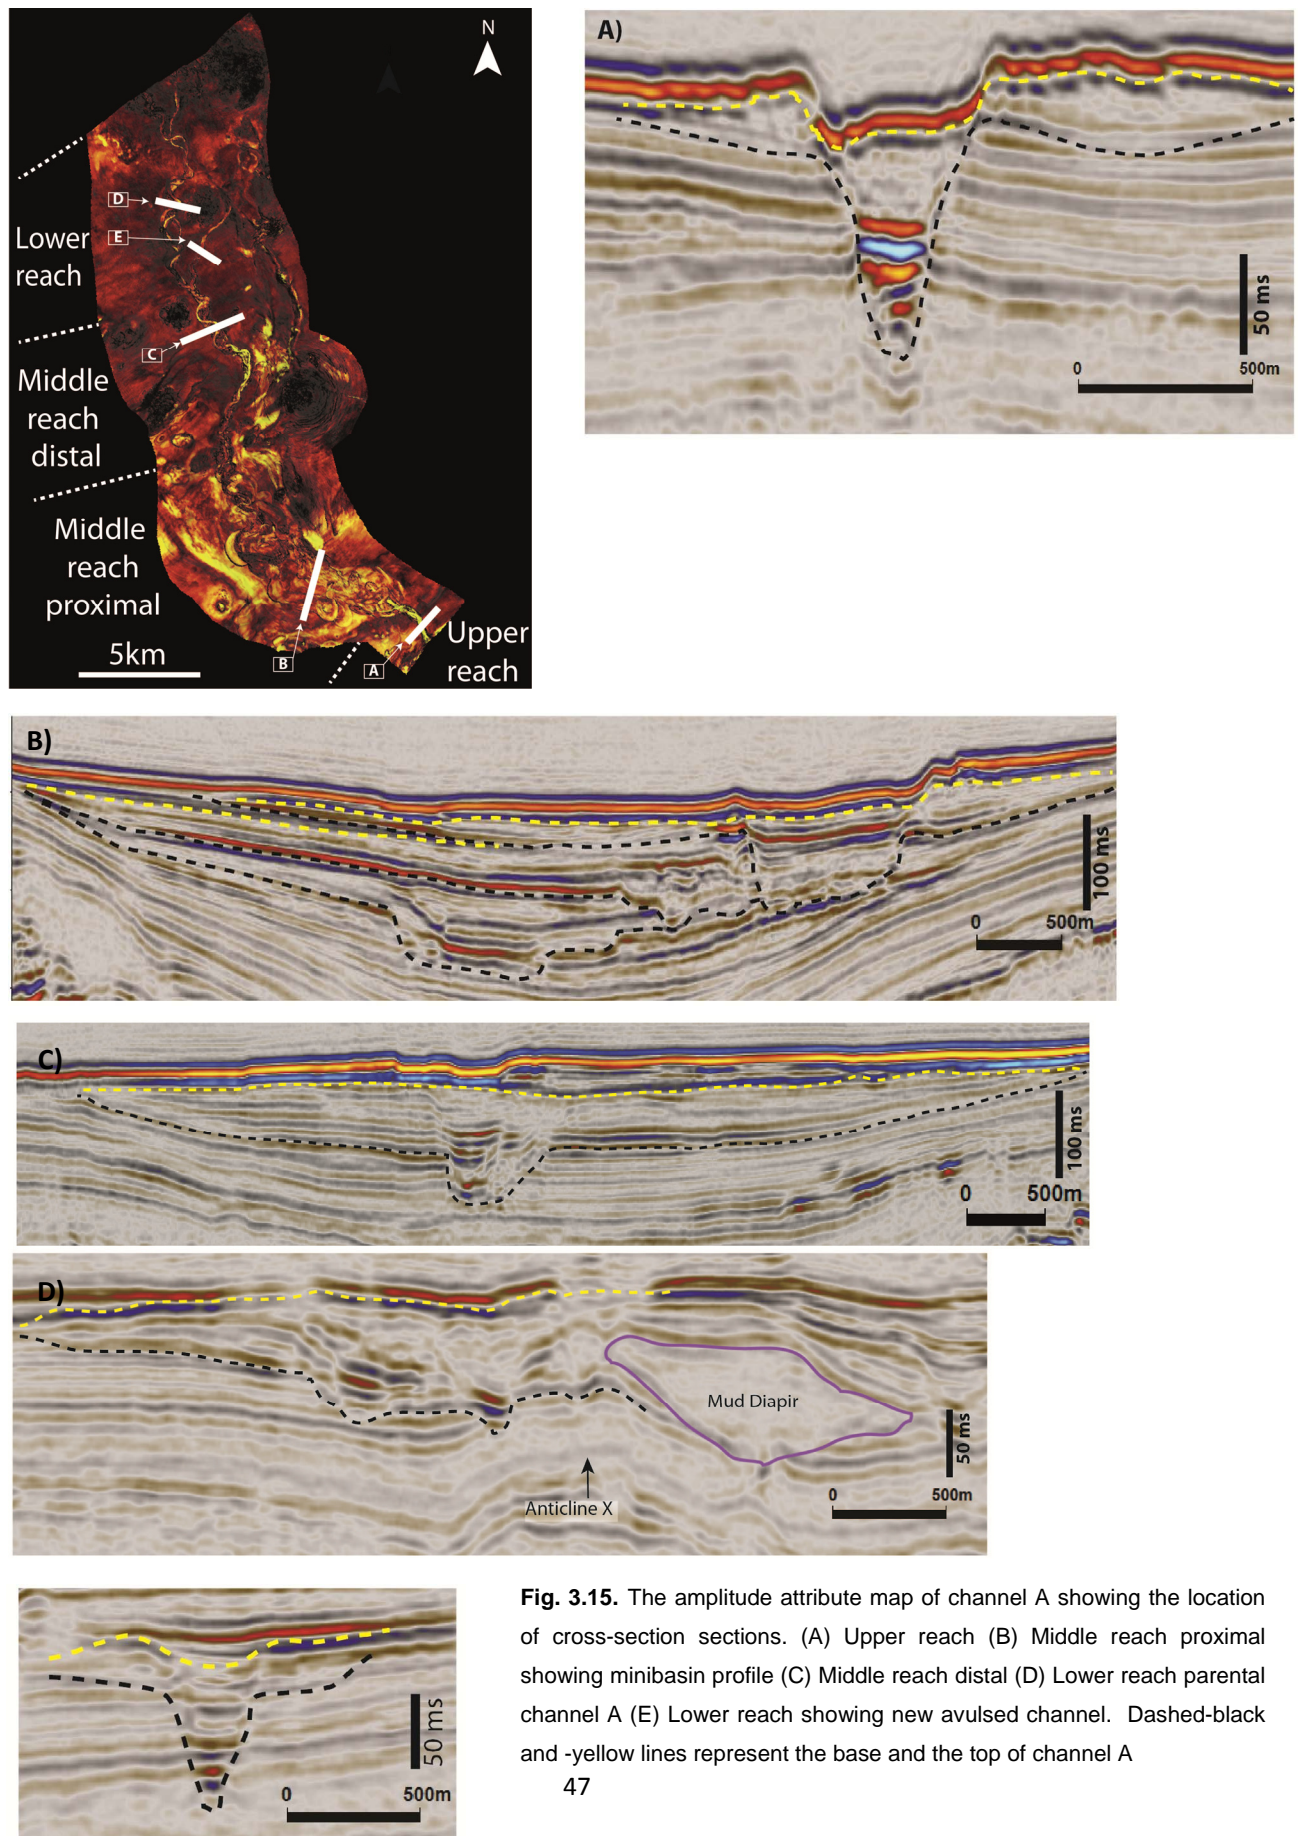 N
D
E
Lower
reach
C
Middle
reach
distal
Middle
reach
proximal
5km
B
A
Upper
reach
A)
50 ms
0
500m
B)
100 ms
0
500m
C)
100 ms
0
500m
D)
Mud Diapir
Anticline X
50 ms
0
500m
50 ms
0
500m
Fig. 3.15. The amplitude attribute map of channel A showing the location
of cross-section sections. (A) Upper reach (B) Middle reach proximal
showing minibasin profile (C) Middle reach distal (D) Lower reach parental
channel A (E) Lower reach showing new avulsed channel. Dashed-black
and -yellow lines represent the base and the top of channel A
47